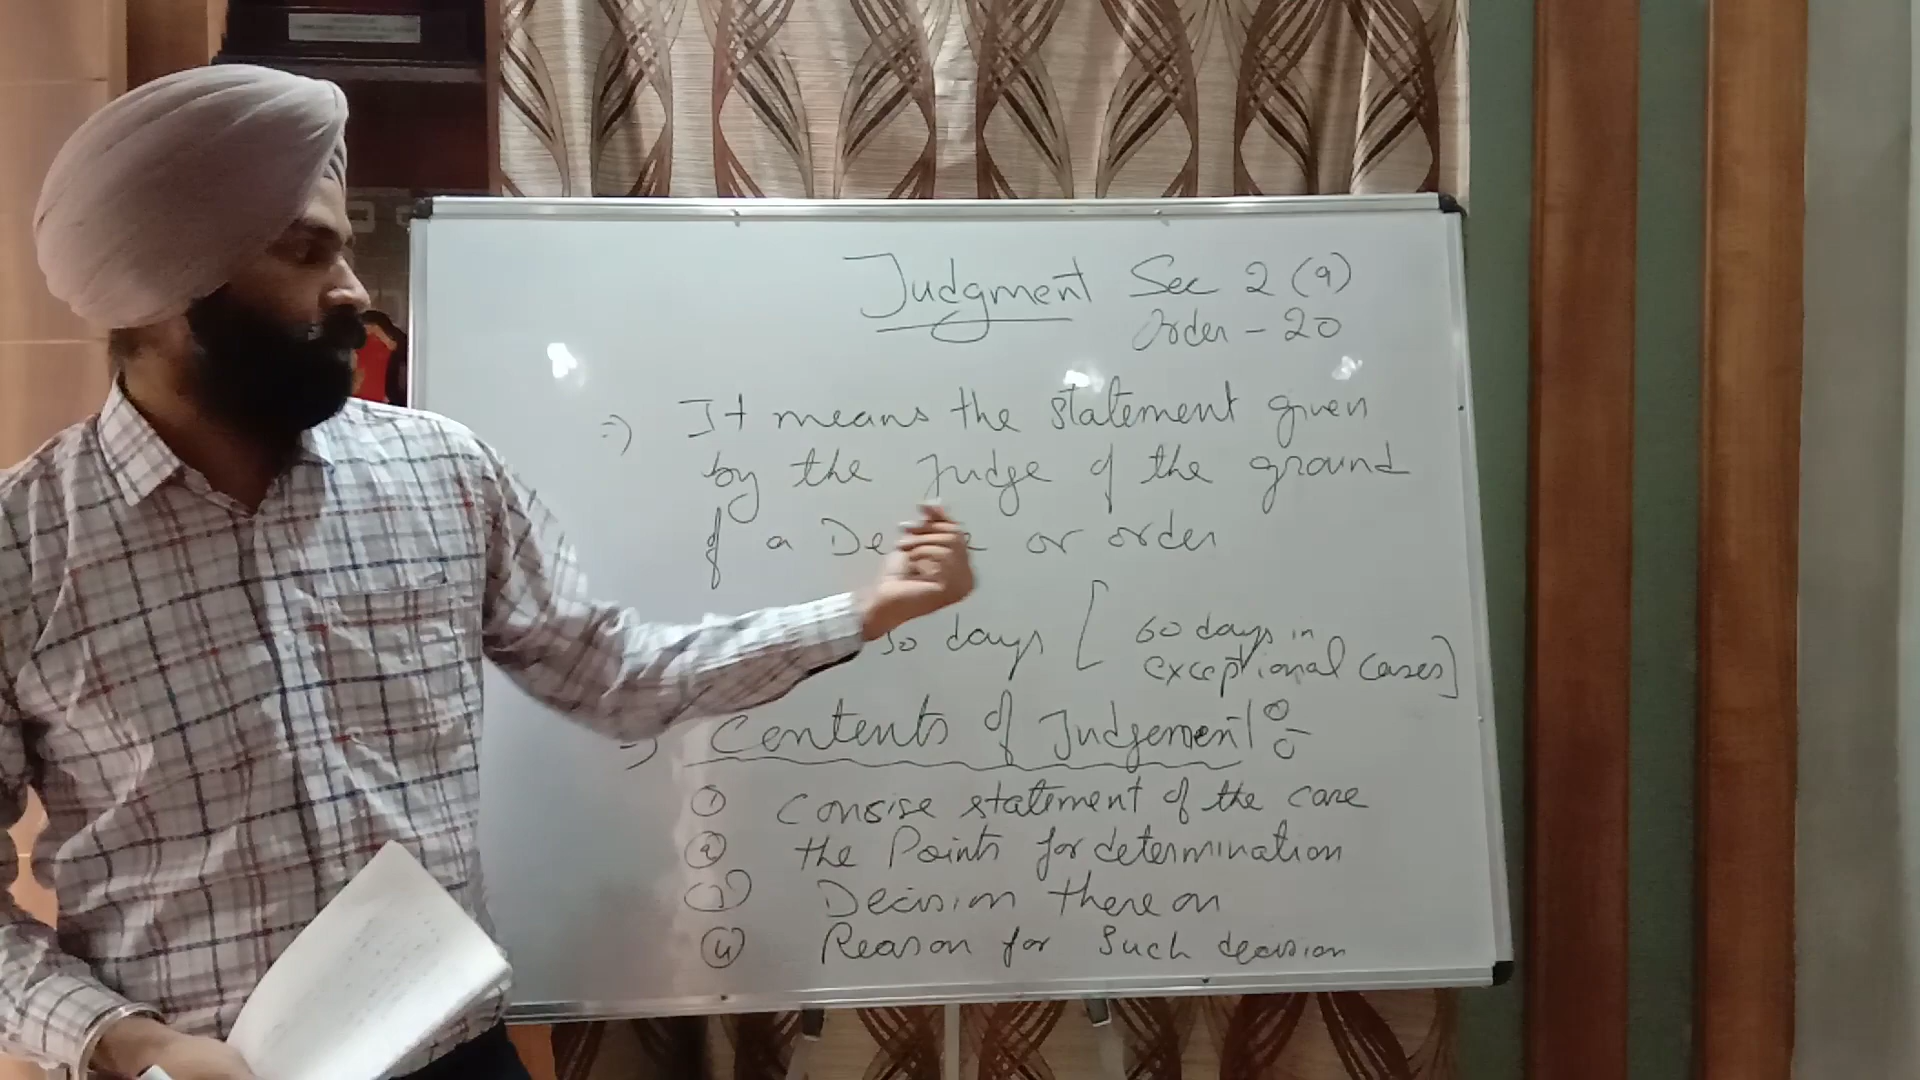 Judgment Sec 2 (9)
Order - 20
=) It means the statement given
by the Judge of the ground
of a or order
30 days [ 60 days in
exceptional cases]
=) Contents of Judgement :-
① Concise statement of the case
② the Points for determination
③ Decision there on
④ Reason for Such decision